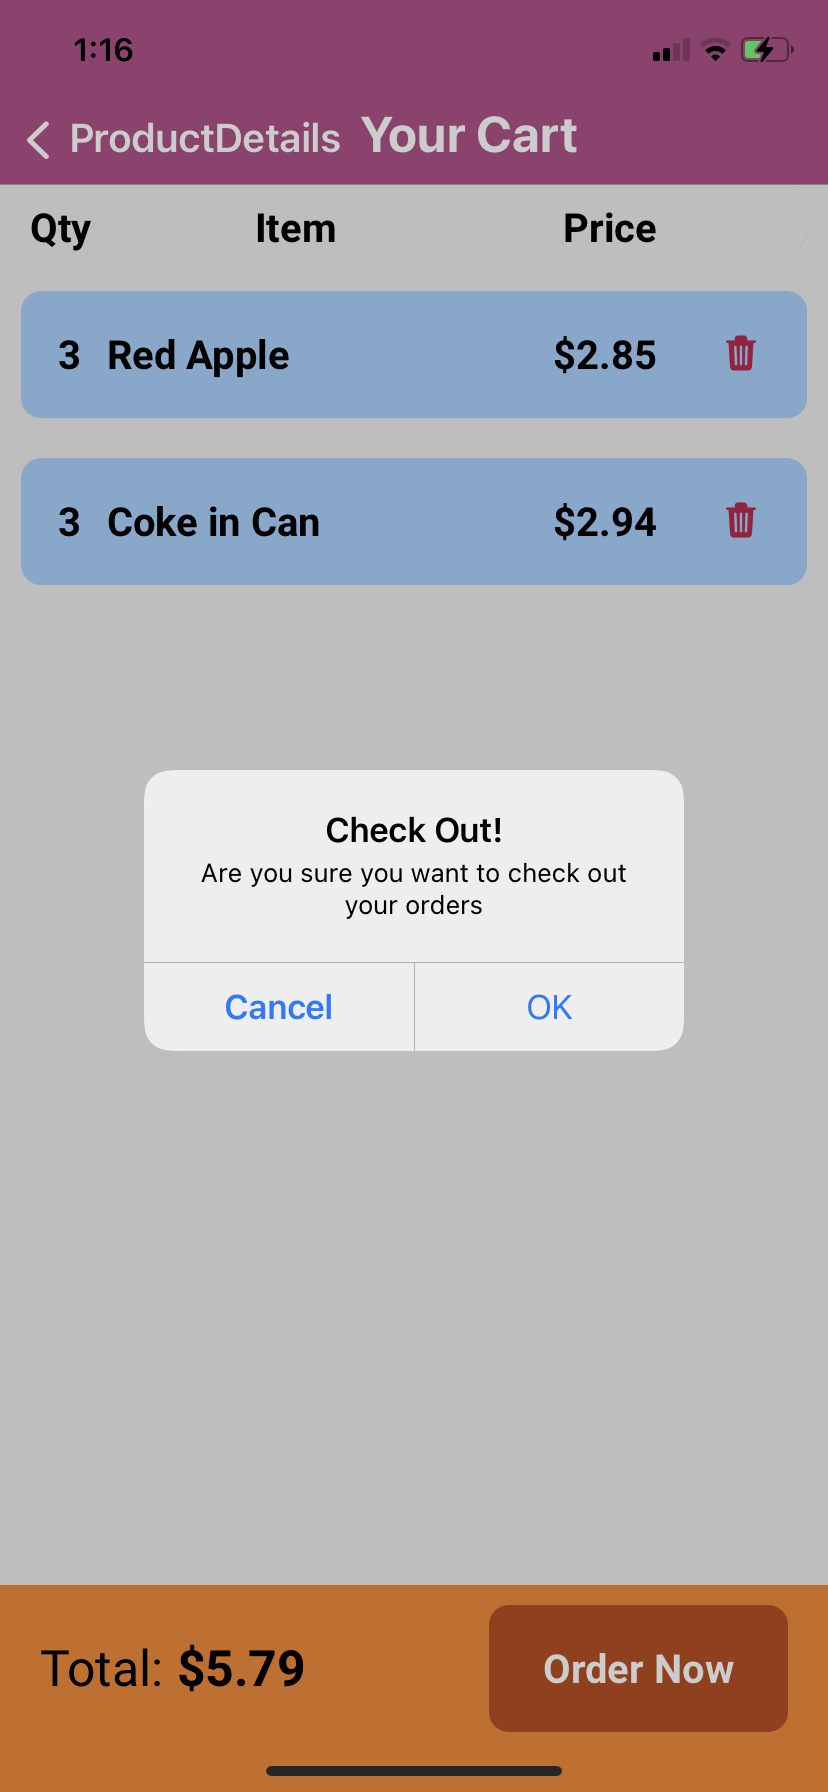 1:16
ProductDetails Your Cart
Qty Item Price
3 Red Apple $2.85
3 Coke in Can $2.94
Check Out!
Are you sure you want to check out
your orders
Cancel OK
Total: $5.79 Order Now